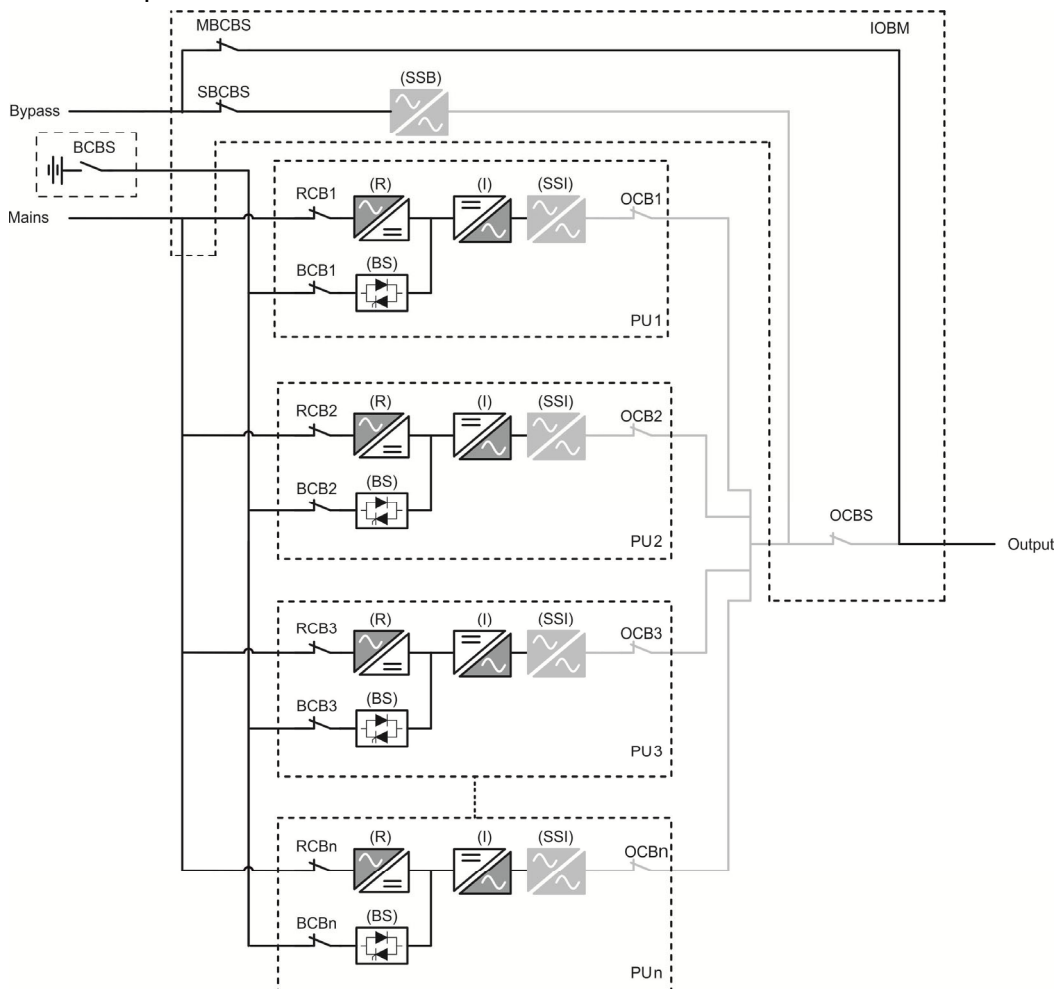 MBCBS
IOBM
(SSB)
SBCBS
Bypass
BCBS
RCB1
(R)
(I)
(SSI)
OCB1
Mains
BCB1
(BS)
PU1
RCB2
(R)
(I)
(SSI)
OCB2
BCB2
(BS)
PU2
OCBS
Output
RCB3
(R)
(I)
(SSI)
OCB3
BCB3
(BS)
PU3
RCBn
(R)
(I)
(SSI)
OCBn
BCBn
(BS)
PUn